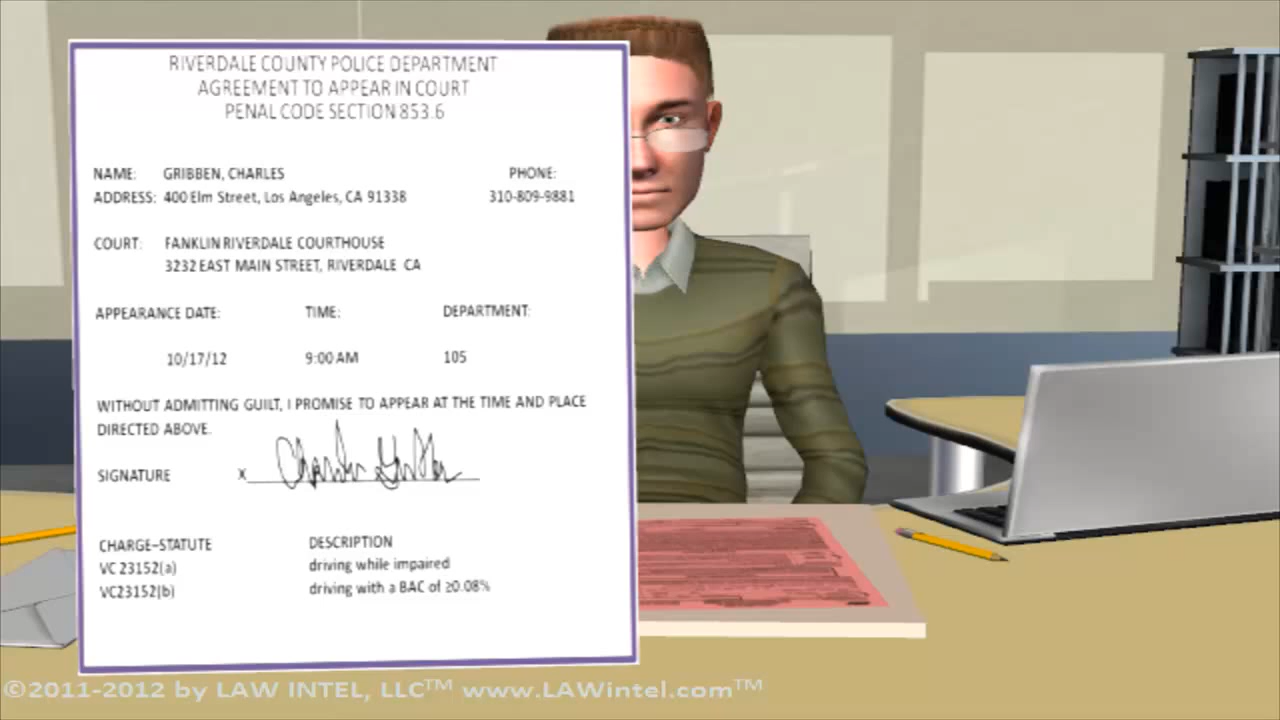 RIVERDALE COUNTY POLICE DEPARTMENT
AGREEMENT TO APPEAR IN COURT
PENAL CODE SECTION 853.6
NAME: GRIBBEN, CHARLES PHONE:
ADDRESS: 400 Elm Street, Los Angeles, CA 91338 310-809-9881
COURT: FANKLIN RIVERDALE COURTHOUSE
3232 EAST MAIN STREET, RIVERDALE CA
APPEARANCE DATE: TIME: DEPARTMENT:
10/17/12 9:00 AM 105
WITHOUT ADMITTING GUILT, I PROMISE TO APPEAR AT THE TIME AND PLACE
DIRECTED ABOVE.
SIGNATURE x
CHARGE–STATUTE DESCRIPTION
VC 23152(a) driving while impaired
VC23152(b) driving with a BAC of ≥0.08%
©2011-2012 by LAW INTEL, LLC™ www.LAWintel.com™